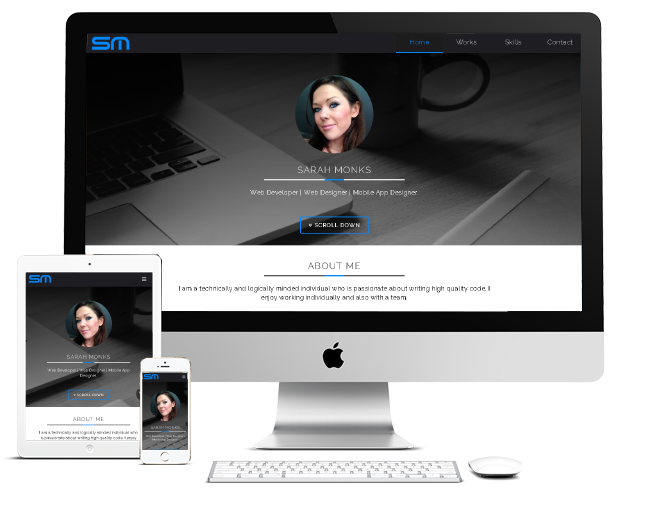 SM
Home Works Skills Contact
SARAH MONKS
Web Developer | Web Designer | Mobile App Designer
≡ SCROLL DOWN
ABOUT ME
I am a technically and logically minded individual who is passionate about writing high quality code. I
enjoy working individually and also with a team.
SM
SARAH MONKS
Web Developer | Web Designer | Mobile App
Designer
≡ SCROLL DOWN
ABOUT ME
I am a technically and logically minded individual who
is passionate about writing high quality code. I enjoy
SM
SARAH MONKS